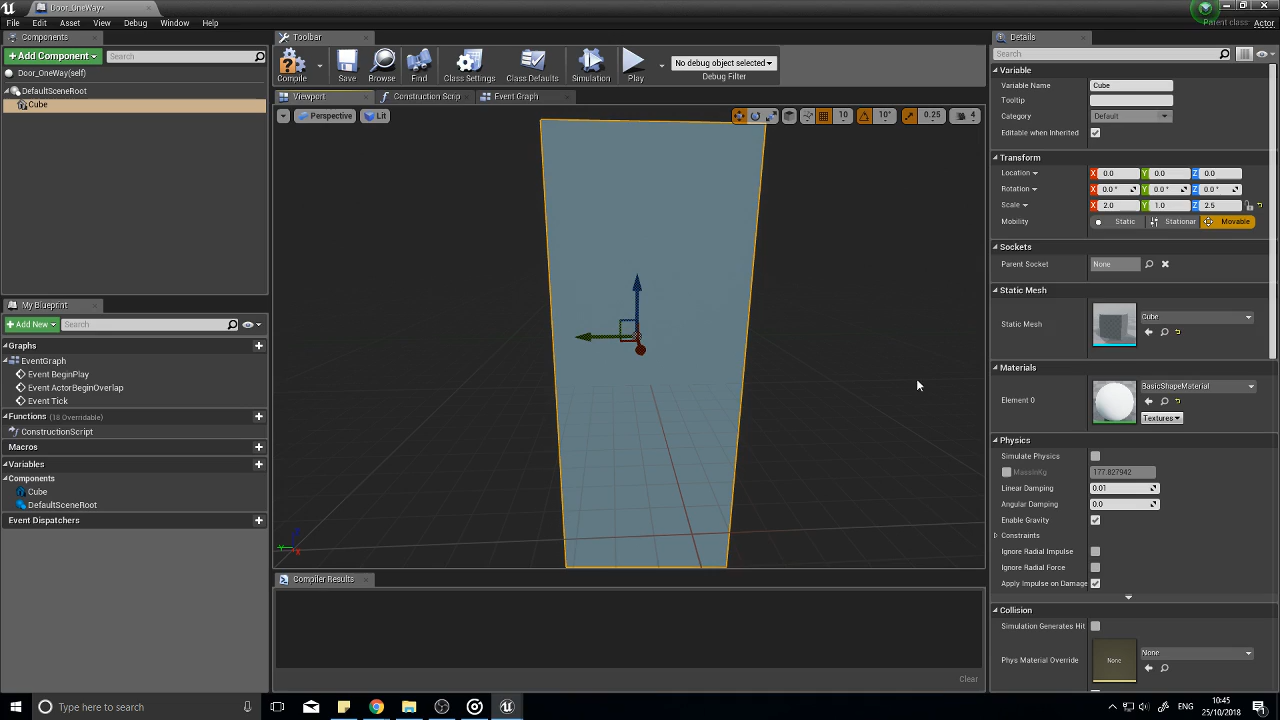 Door_OneWay*
File Edit Asset View Debug Window Help
Parent class: Actor
Components
+ Add Component Search
Door_OneWay(self)
DefaultSceneRoot
Cube
My Blueprint
+ Add New Search
Graphs
EventGraph
Event BeginPlay
Event ActorBeginOverlap
Event Tick
Functions (18 Overridable)
ConstructionScript
Macros
Variables
Components
Cube
DefaultSceneRoot
Event Dispatchers
Toolbar
Compile Save Browse Find Class Settings Class Defaults Simulation Play
No debug object selected
Debug Filter
Viewport Construction Scrip Event Graph
Perspective Lit 10 10° 0.25 4
Compiler Results
Clear
Details
Search
Variable
Variable Name Cube
Tooltip
Category Default
Editable when Inherited
Transform
Location X 0.0 Y 0.0 Z 0.0
Rotation X 0.0 ° Y 0.0 ° Z 0.0 °
Scale X 2.0 Y 1.0 Z 2.5
Mobility Static Stationar Movable
Sockets
Parent Socket None
Static Mesh
Static Mesh Cube
Materials
Element 0 BasicShapeMaterial
Textures
Physics
Simulate Physics
MassInKg 177.827942
Linear Damping 0.01
Angular Damping 0.0
Enable Gravity
Constraints
Ignore Radial Impulse
Ignore Radial Force
Apply Impulse on Damage
Collision
Simulation Generates Hit
Phys Material Override None None
Type here to search
ENG 10:45
25/10/2018